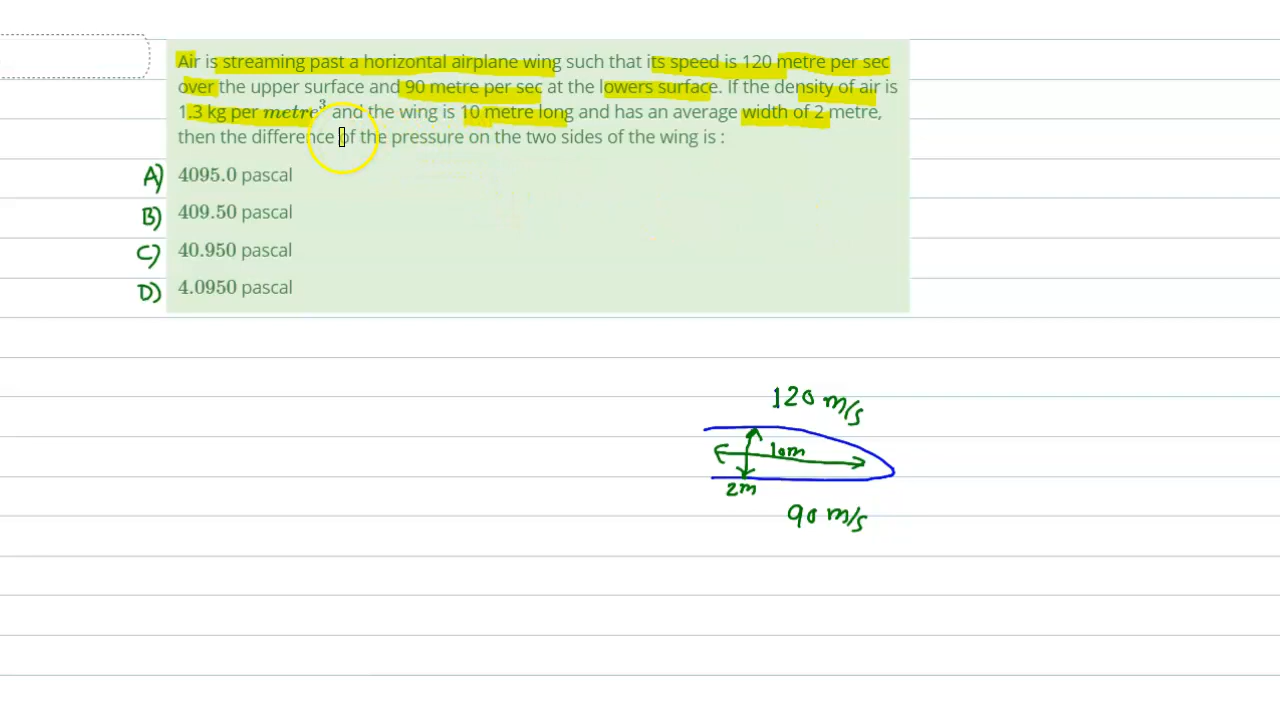 Air is streaming past a horizontal airplane wing such that its speed is 120 metre per sec
over the upper surface and 90 metre per sec at the lowers surface. If the density of air is
1.3 kg per metre³ and the wing is 10 metre long and has an average width of 2 metre,
then the difference of the pressure on the two sides of the wing is :
A) 4095.0 pascal
B) 409.50 pascal
C) 40.950 pascal
D) 4.0950 pascal
120 m/s
10m
2m
90 m/s